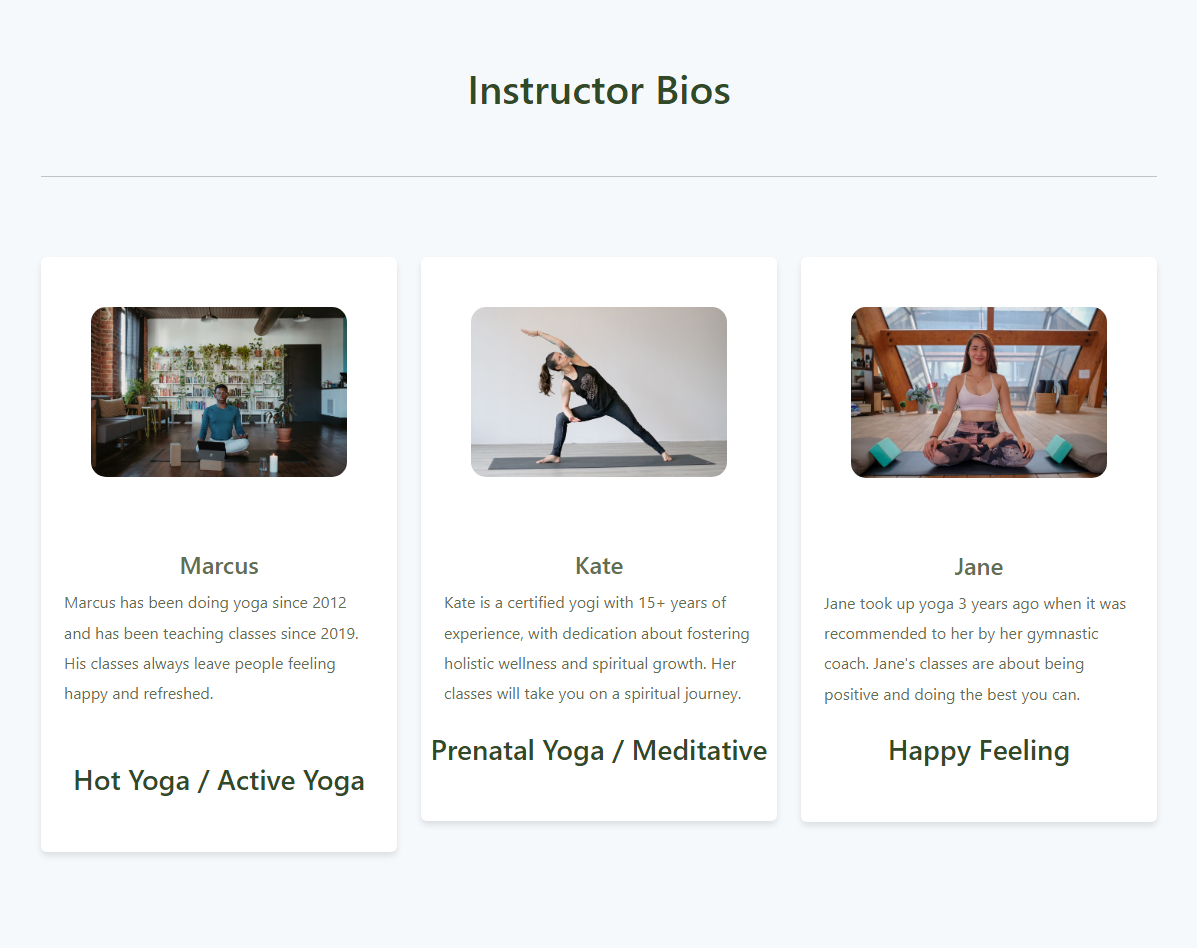 Instructor Bios
Marcus
Marcus has been doing yoga since 2012
and has been teaching classes since 2019.
His classes always leave people feeling
happy and refreshed.
Hot Yoga / Active Yoga
Kate
Kate is a certified yogi with 15+ years of
experience, with dedication about fostering
holistic wellness and spiritual growth. Her
classes will take you on a spiritual journey.
Prenatal Yoga / Meditative
Jane
Jane took up yoga 3 years ago when it was
recommended to her by her gymnastic
coach. Jane's classes are about being
positive and doing the best you can.
Happy Feeling